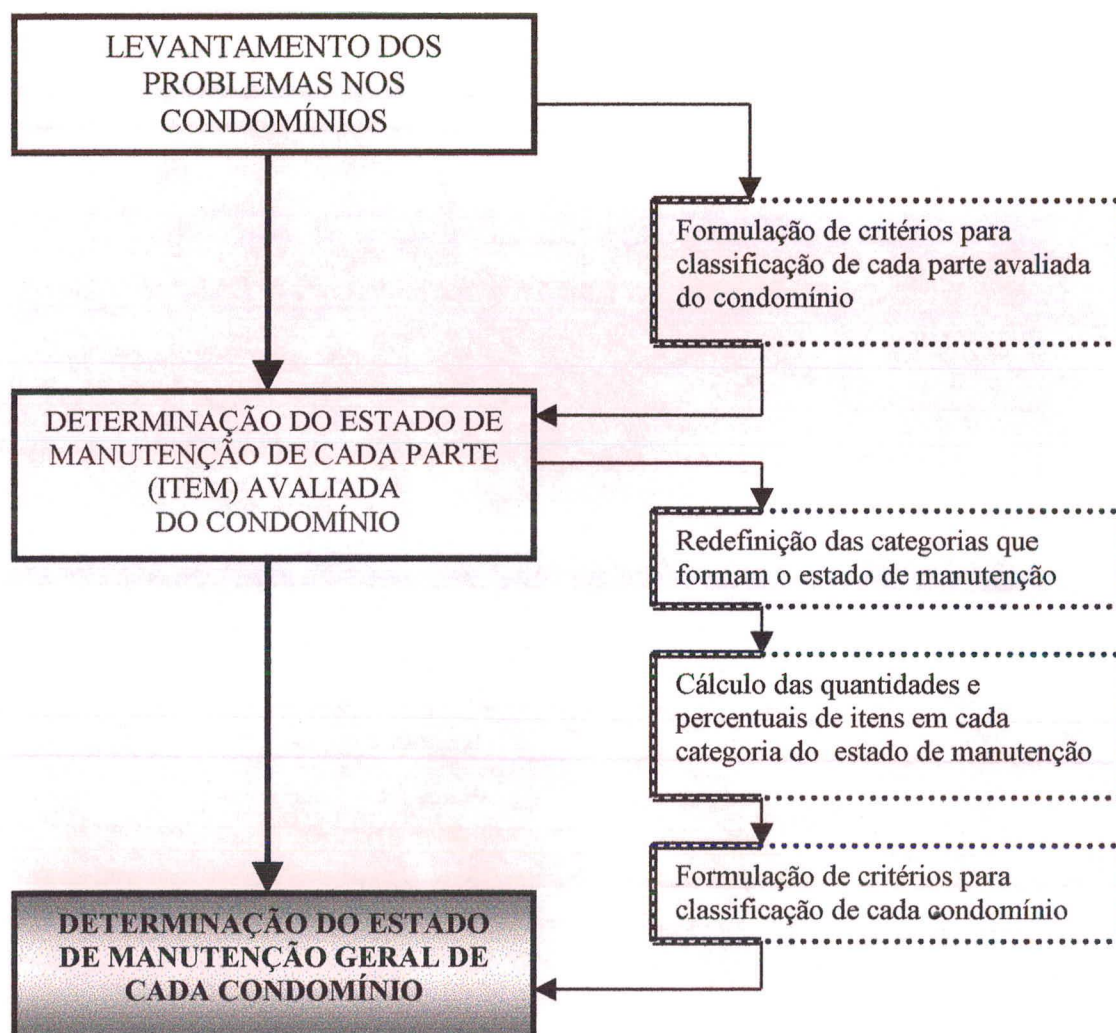 LEVANTAMENTO DOS
PROBLEMAS NOS
CONDOMÍNIOS
Formulação de critérios para
classificação de cada parte avaliada
do condomínio
DETERMINAÇÃO DO ESTADO DE
MANUTENÇÃO DE CADA PARTE
(ITEM) AVALIADA
DO CONDOMÍNIO
Redefinição das categorias que
formam o estado de manutenção
Cálculo das quantidades e
percentuais de itens em cada
categoria do estado de manutenção
Formulação de critérios para
classificação de cada condomínio
DETERMINAÇÃO DO ESTADO
DE MANUTENÇÃO GERAL DE
CADA CONDOMÍNIO